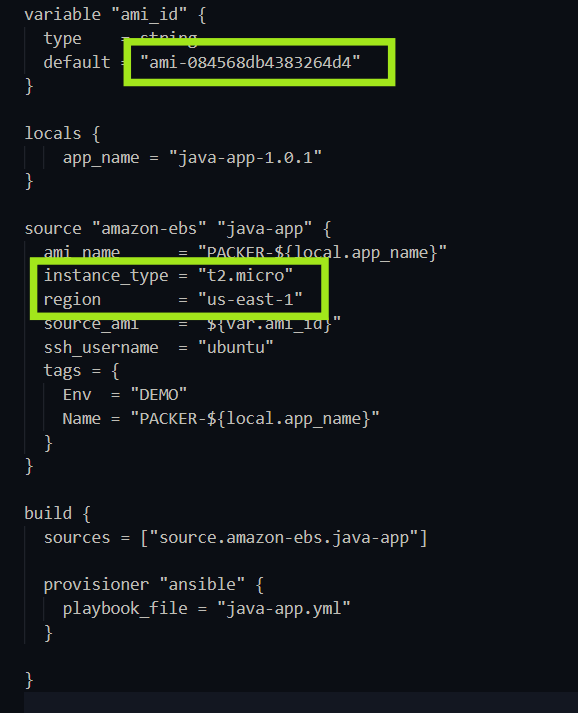 variable "ami_id" {
type = string
default = "ami-084568db4383264d4"
}
locals {
app_name = "java-app-1.0.1"
}
source "amazon-ebs" "java-app" {
ami_name = "PACKER-${local.app_name}"
instance_type = "t2.micro"
region = "us-east-1"
source_ami = "${var.ami_id}"
ssh_username = "ubuntu"
tags = {
Env = "DEMO"
Name = "PACKER-${local.app_name}"
}
}
build {
sources = ["source.amazon-ebs.java-app"]
provisioner "ansible" {
playbook_file = "java-app.yml"
}
}